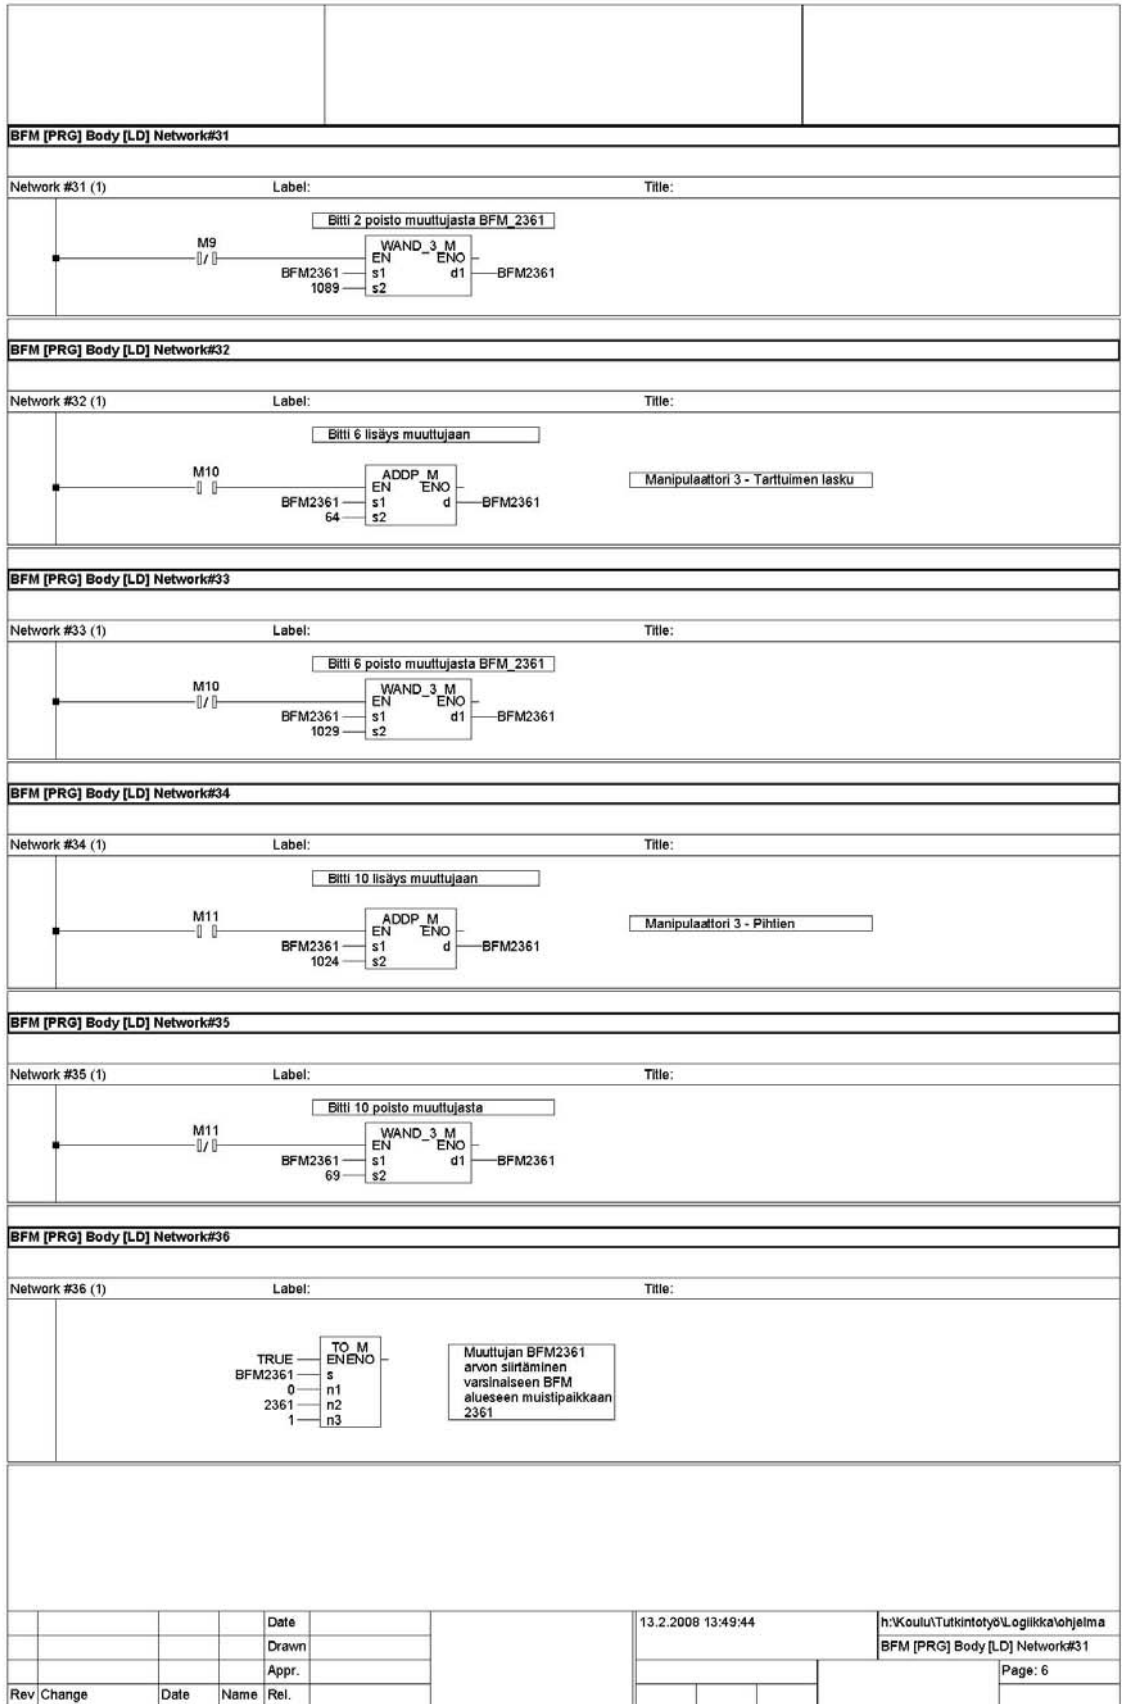 BFM [PRG] Body [LD] Network#31
Network #31 (1) Label: Title:
Bitti 2 poisto muuttujasta BFM_2361
M9
WAND_3_M
EN ENO
BFM2361 s1 d1 BFM2361
1089 s2
BFM [PRG] Body [LD] Network#32
Network #32 (1) Label: Title:
Bitti 6 lisäys muuttujaan
M10
ADDP_M
EN ENO
Manipulaattori 3 - Tarttuimen lasku
BFM2361 s1 d BFM2361
64 s2
BFM [PRG] Body [LD] Network#33
Network #33 (1) Label: Title:
Bitti 6 poisto muuttujasta BFM_2361
M10
WAND_3_M
EN ENO
BFM2361 s1 d1 BFM2361
1029 s2
BFM [PRG] Body [LD] Network#34
Network #34 (1) Label: Title:
Bitti 10 lisäys muuttujaan
M11
ADDP_M
EN ENO
Manipulaattori 3 - Pihtien
BFM2361 s1 d BFM2361
1024 s2
BFM [PRG] Body [LD] Network#35
Network #35 (1) Label: Title:
Bitti 10 poisto muuttujasta
M11
WAND_3_M
EN ENO
BFM2361 s1 d1 BFM2361
69 s2
BFM [PRG] Body [LD] Network#36
Network #36 (1) Label: Title:
TO_M
TRUE EN ENO
BFM2361 s
0 n1
2361 n2
1 n3
Muuttujan BFM2361
arvon siirtäminen
varsinaiseen BFM
alueseen muistipaikkaan
2361
Date 13.2.2008 13:49:44 h:\Koulu\Tutkintotyö\Logiikka\ohjelma
Drawn BFM [PRG] Body [LD] Network#31
Appr. Page: 6
Rev Change Date Name Rel.